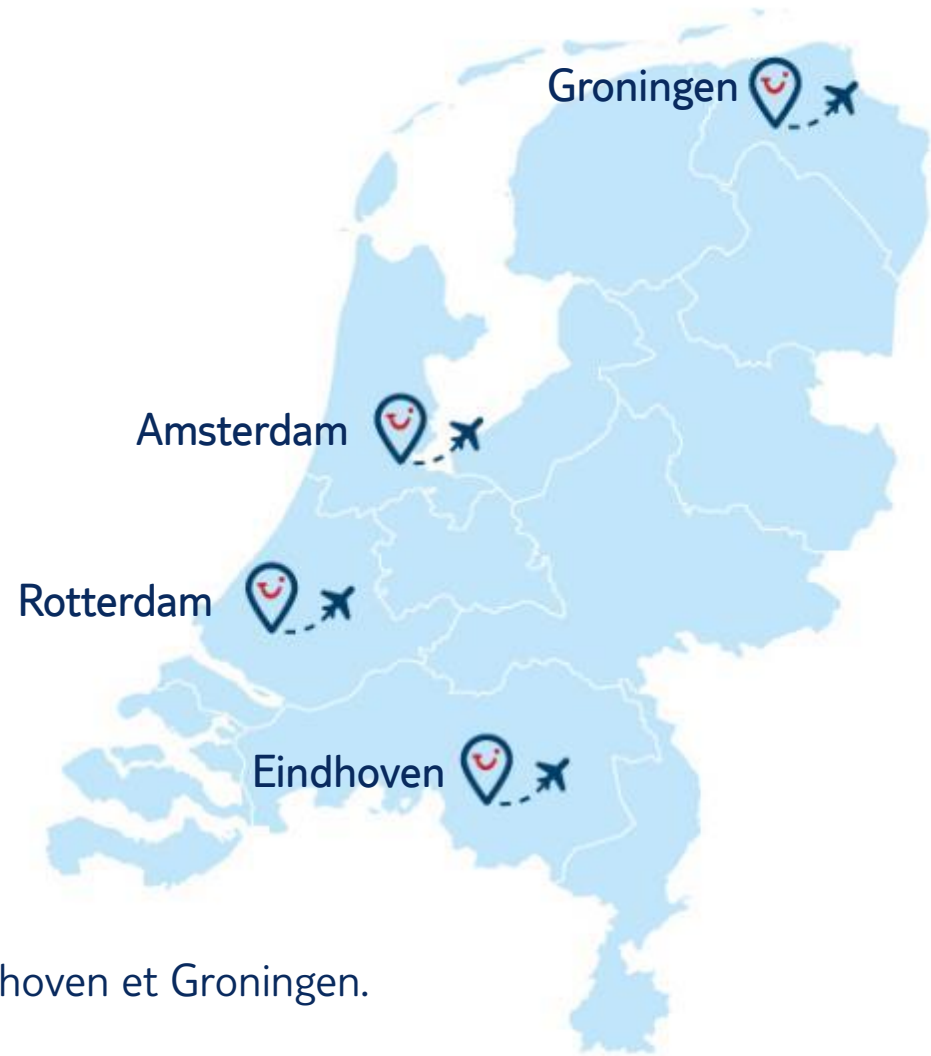 Groningen
Amsterdam
Rotterdam
Eindhoven
hoven et Groningen.